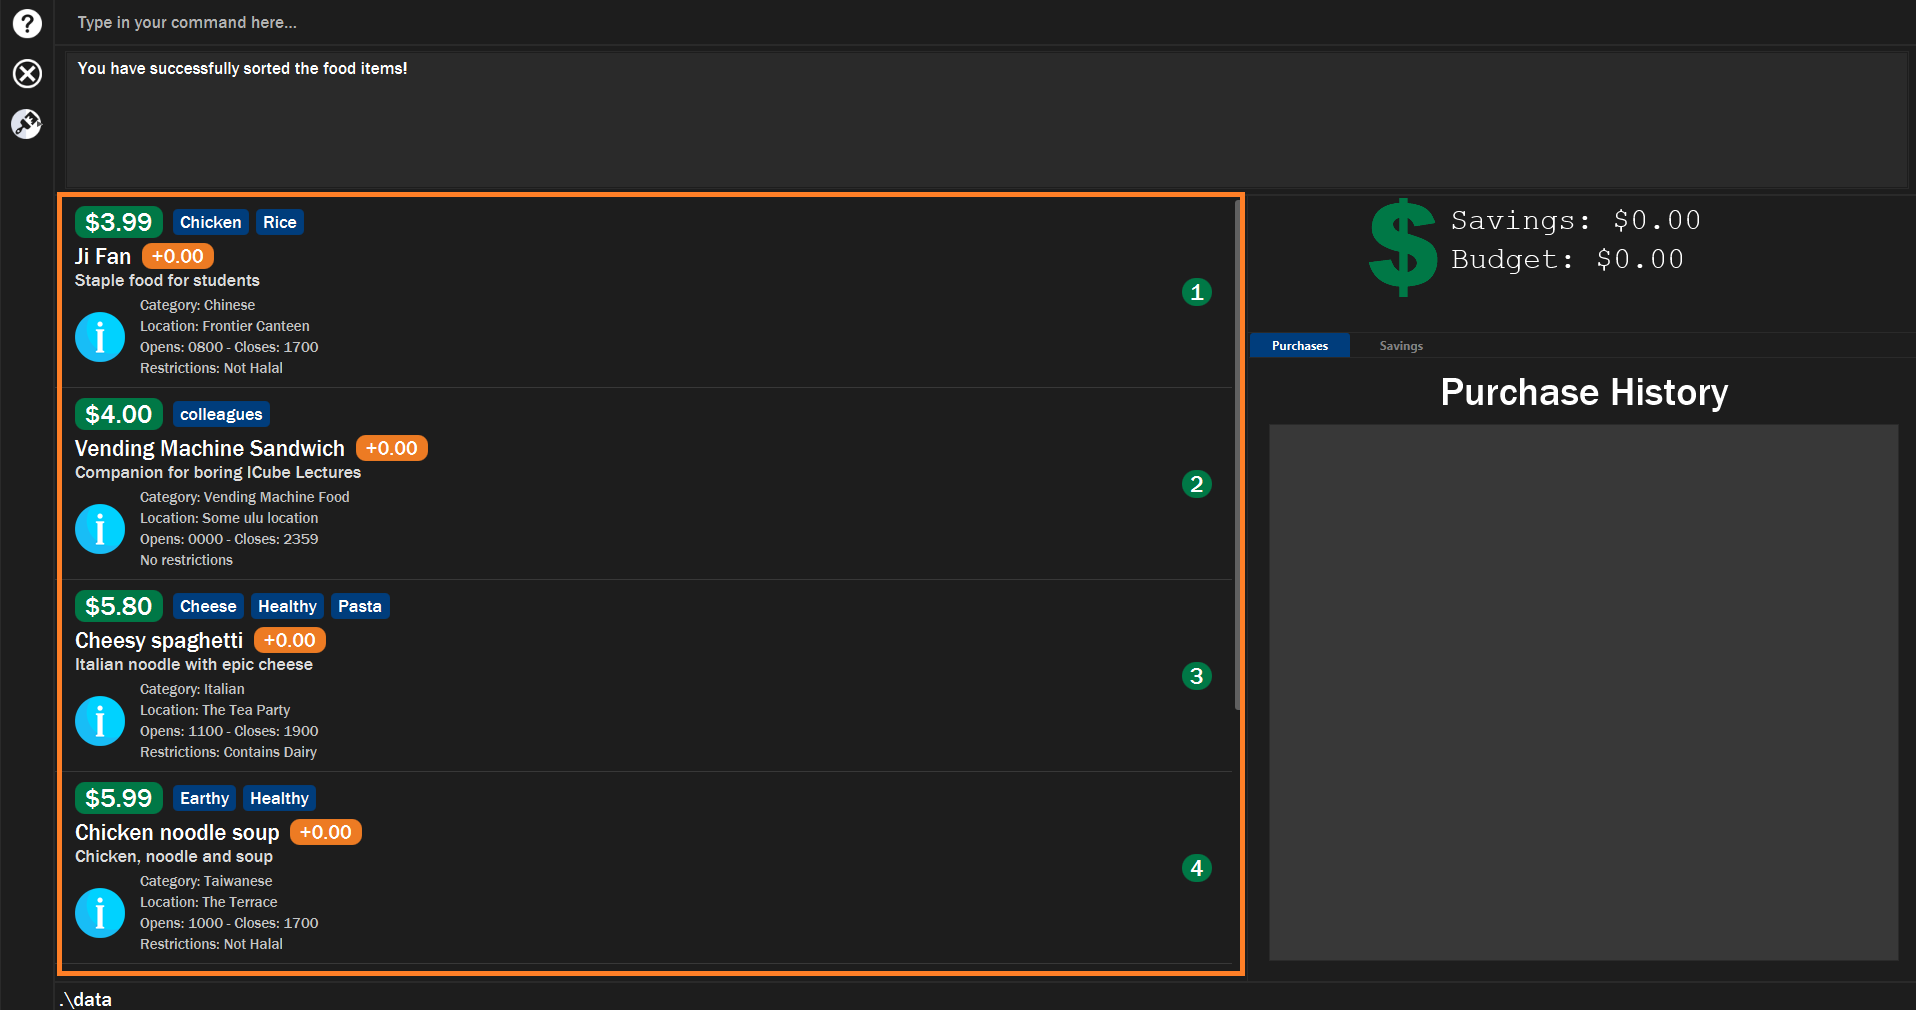 ?
Type in your command here...
You have successfully sorted the food items!
$3.99 Chicken Rice
Ji Fan +0.00
Staple food for students
Category: Chinese
Location: Frontier Canteen
Opens: 0800 - Closes: 1700
Restrictions: Not Halal
i
1
$4.00 colleagues
Vending Machine Sandwich +0.00
Companion for boring ICube Lectures
Category: Vending Machine Food
Location: Some ulu location
Opens: 0000 - Closes: 2359
No restrictions
i
2
$5.80 Cheese Healthy Pasta
Cheesy spaghetti +0.00
Italian noodle with epic cheese
Category: Italian
Location: The Tea Party
Opens: 1100 - Closes: 1900
Restrictions: Contains Dairy
i
3
$5.99 Earthy Healthy
Chicken noodle soup +0.00
Chicken, noodle and soup
Category: Taiwanese
Location: The Terrace
Opens: 1000 - Closes: 1700
Restrictions: Not Halal
i
4
$
Savings: $0.00
Budget: $0.00
Purchases Savings
Purchase History
.\data